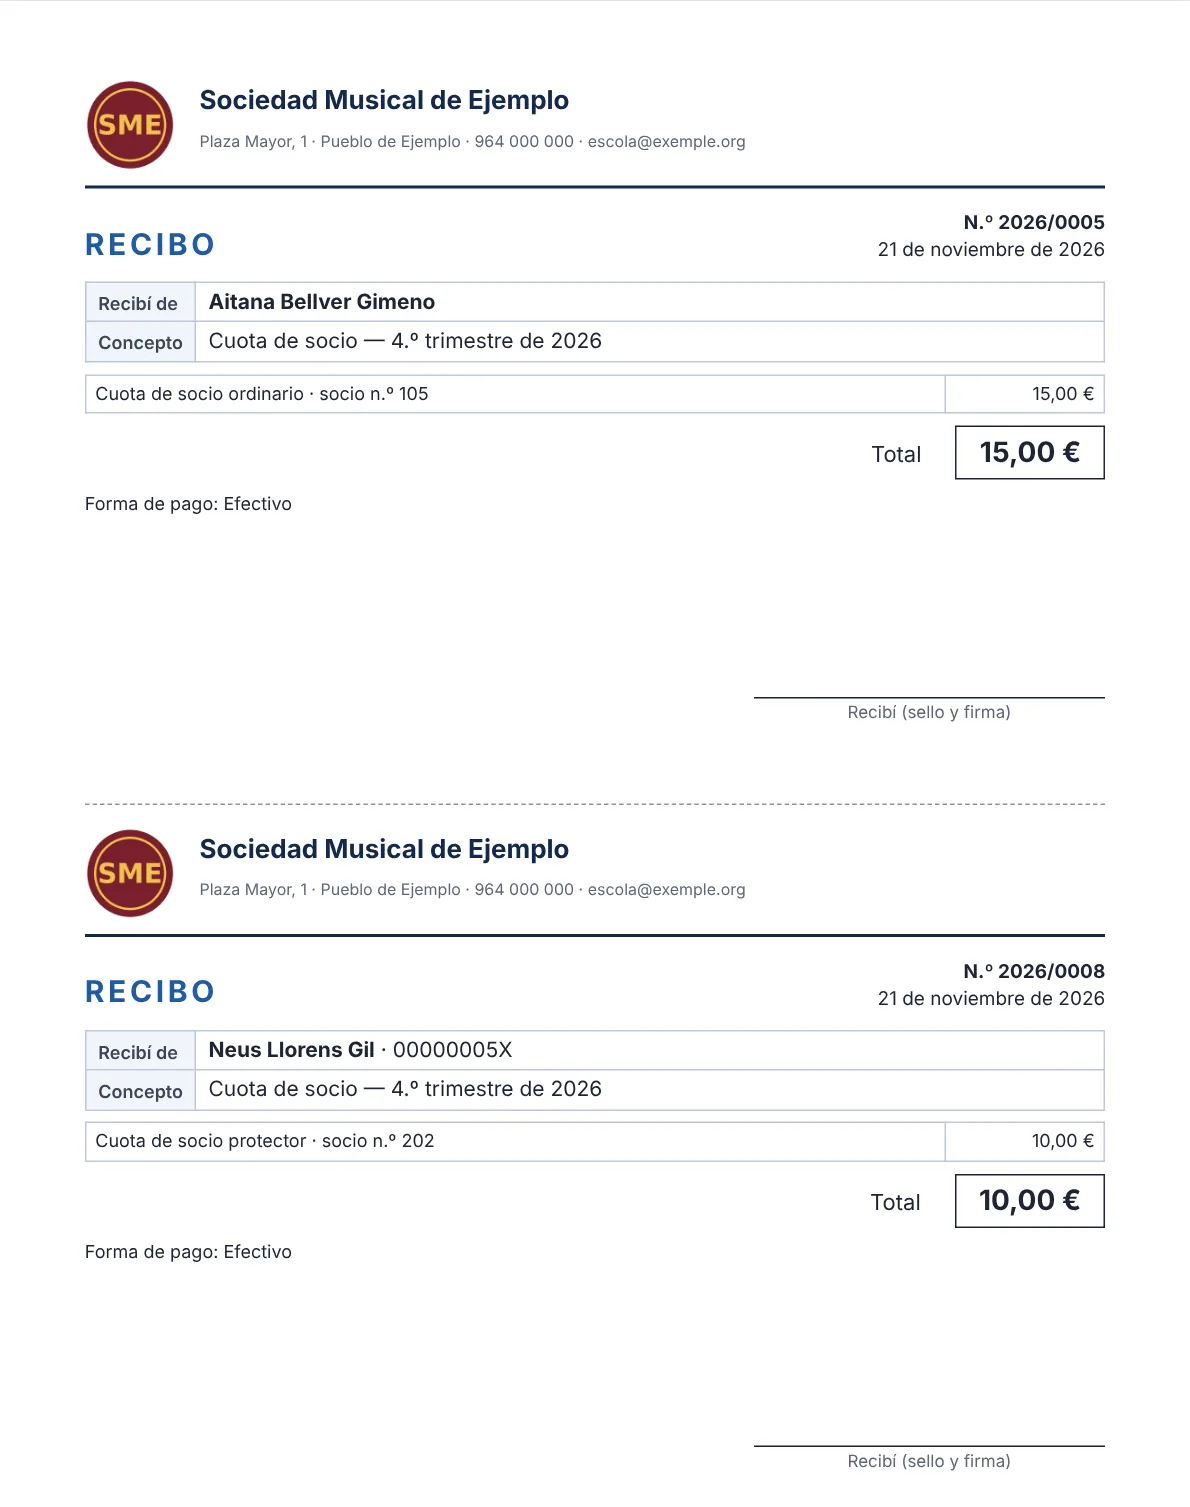 SME
Sociedad Musical de Ejemplo
Plaza Mayor, 1 · Pueblo de Ejemplo · 964 000 000 · escola@exemple.org
RECIBO
N.º 2026/0005
21 de noviembre de 2026
Recibí de Aitana Bellver Gimeno
Concepto Cuota de socio — 4.º trimestre de 2026
Cuota de socio ordinario · socio n.º 105 15,00 €
Total 15,00 €
Forma de pago: Efectivo
Recibí (sello y firma)
SME
Sociedad Musical de Ejemplo
Plaza Mayor, 1 · Pueblo de Ejemplo · 964 000 000 · escola@exemple.org
RECIBO
N.º 2026/0008
21 de noviembre de 2026
Recibí de Neus Llorens Gil · 00000005X
Concepto Cuota de socio — 4.º trimestre de 2026
Cuota de socio protector · socio n.º 202 10,00 €
Total 10,00 €
Forma de pago: Efectivo
Recibí (sello y firma)